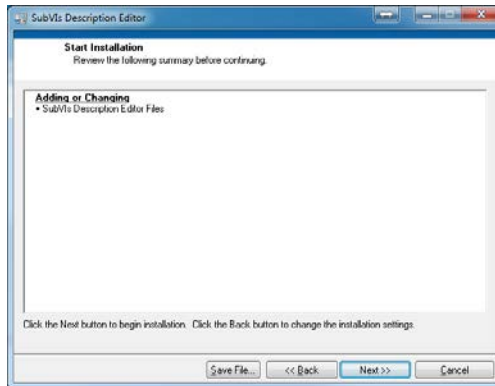 SubVIs Description Editor
Start Installation
Review the following summary before continuing.
Adding or Changing
• SubVIs Description Editor Files
Click the Next button to begin installation. Click the Back button to change the installation settings.
Save File... << Back Next >> Cancel